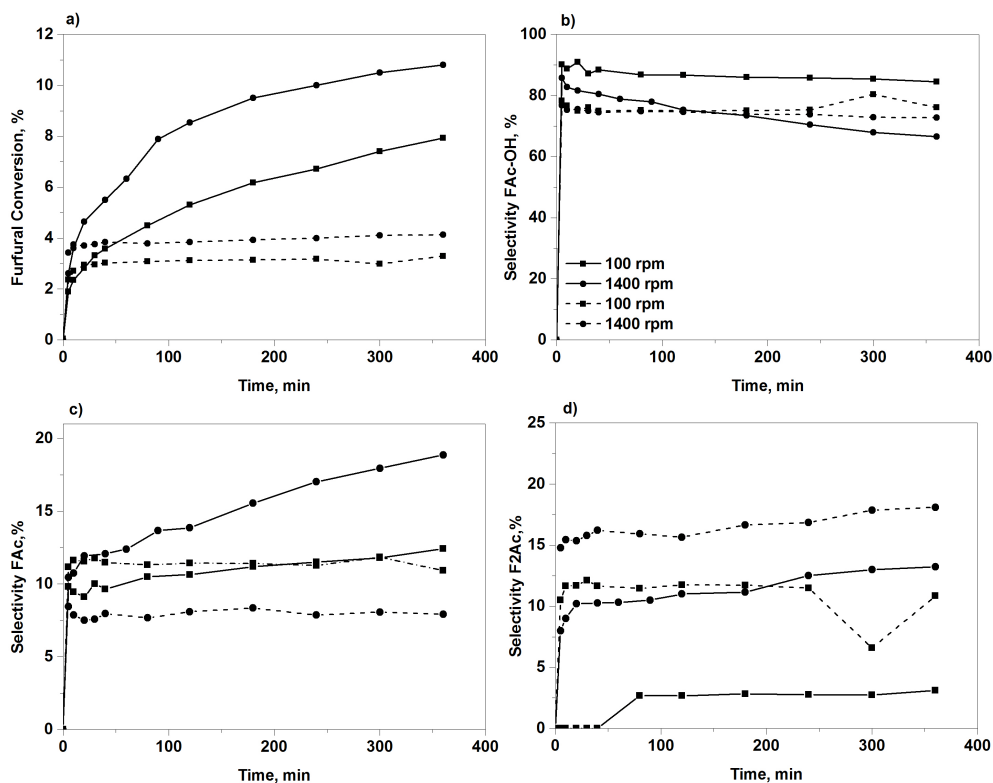 a)
12
10
8
6
4
2
0
Furfural Conversion, %
0 100 200 300 400
Time, min
b)
100
80
60
40
20
0
Selectivity FAc-OH, %
100 rpm
1400 rpm
100 rpm
1400 rpm
0 100 200 300 400
Time, min
c)
20
15
10
5
0
Selectivity FAc,%
0 100 200 300 400
Time, min
d)
25
20
15
10
5
0
Selectivity F2Ac,%
0 100 200 300 400
Time, min